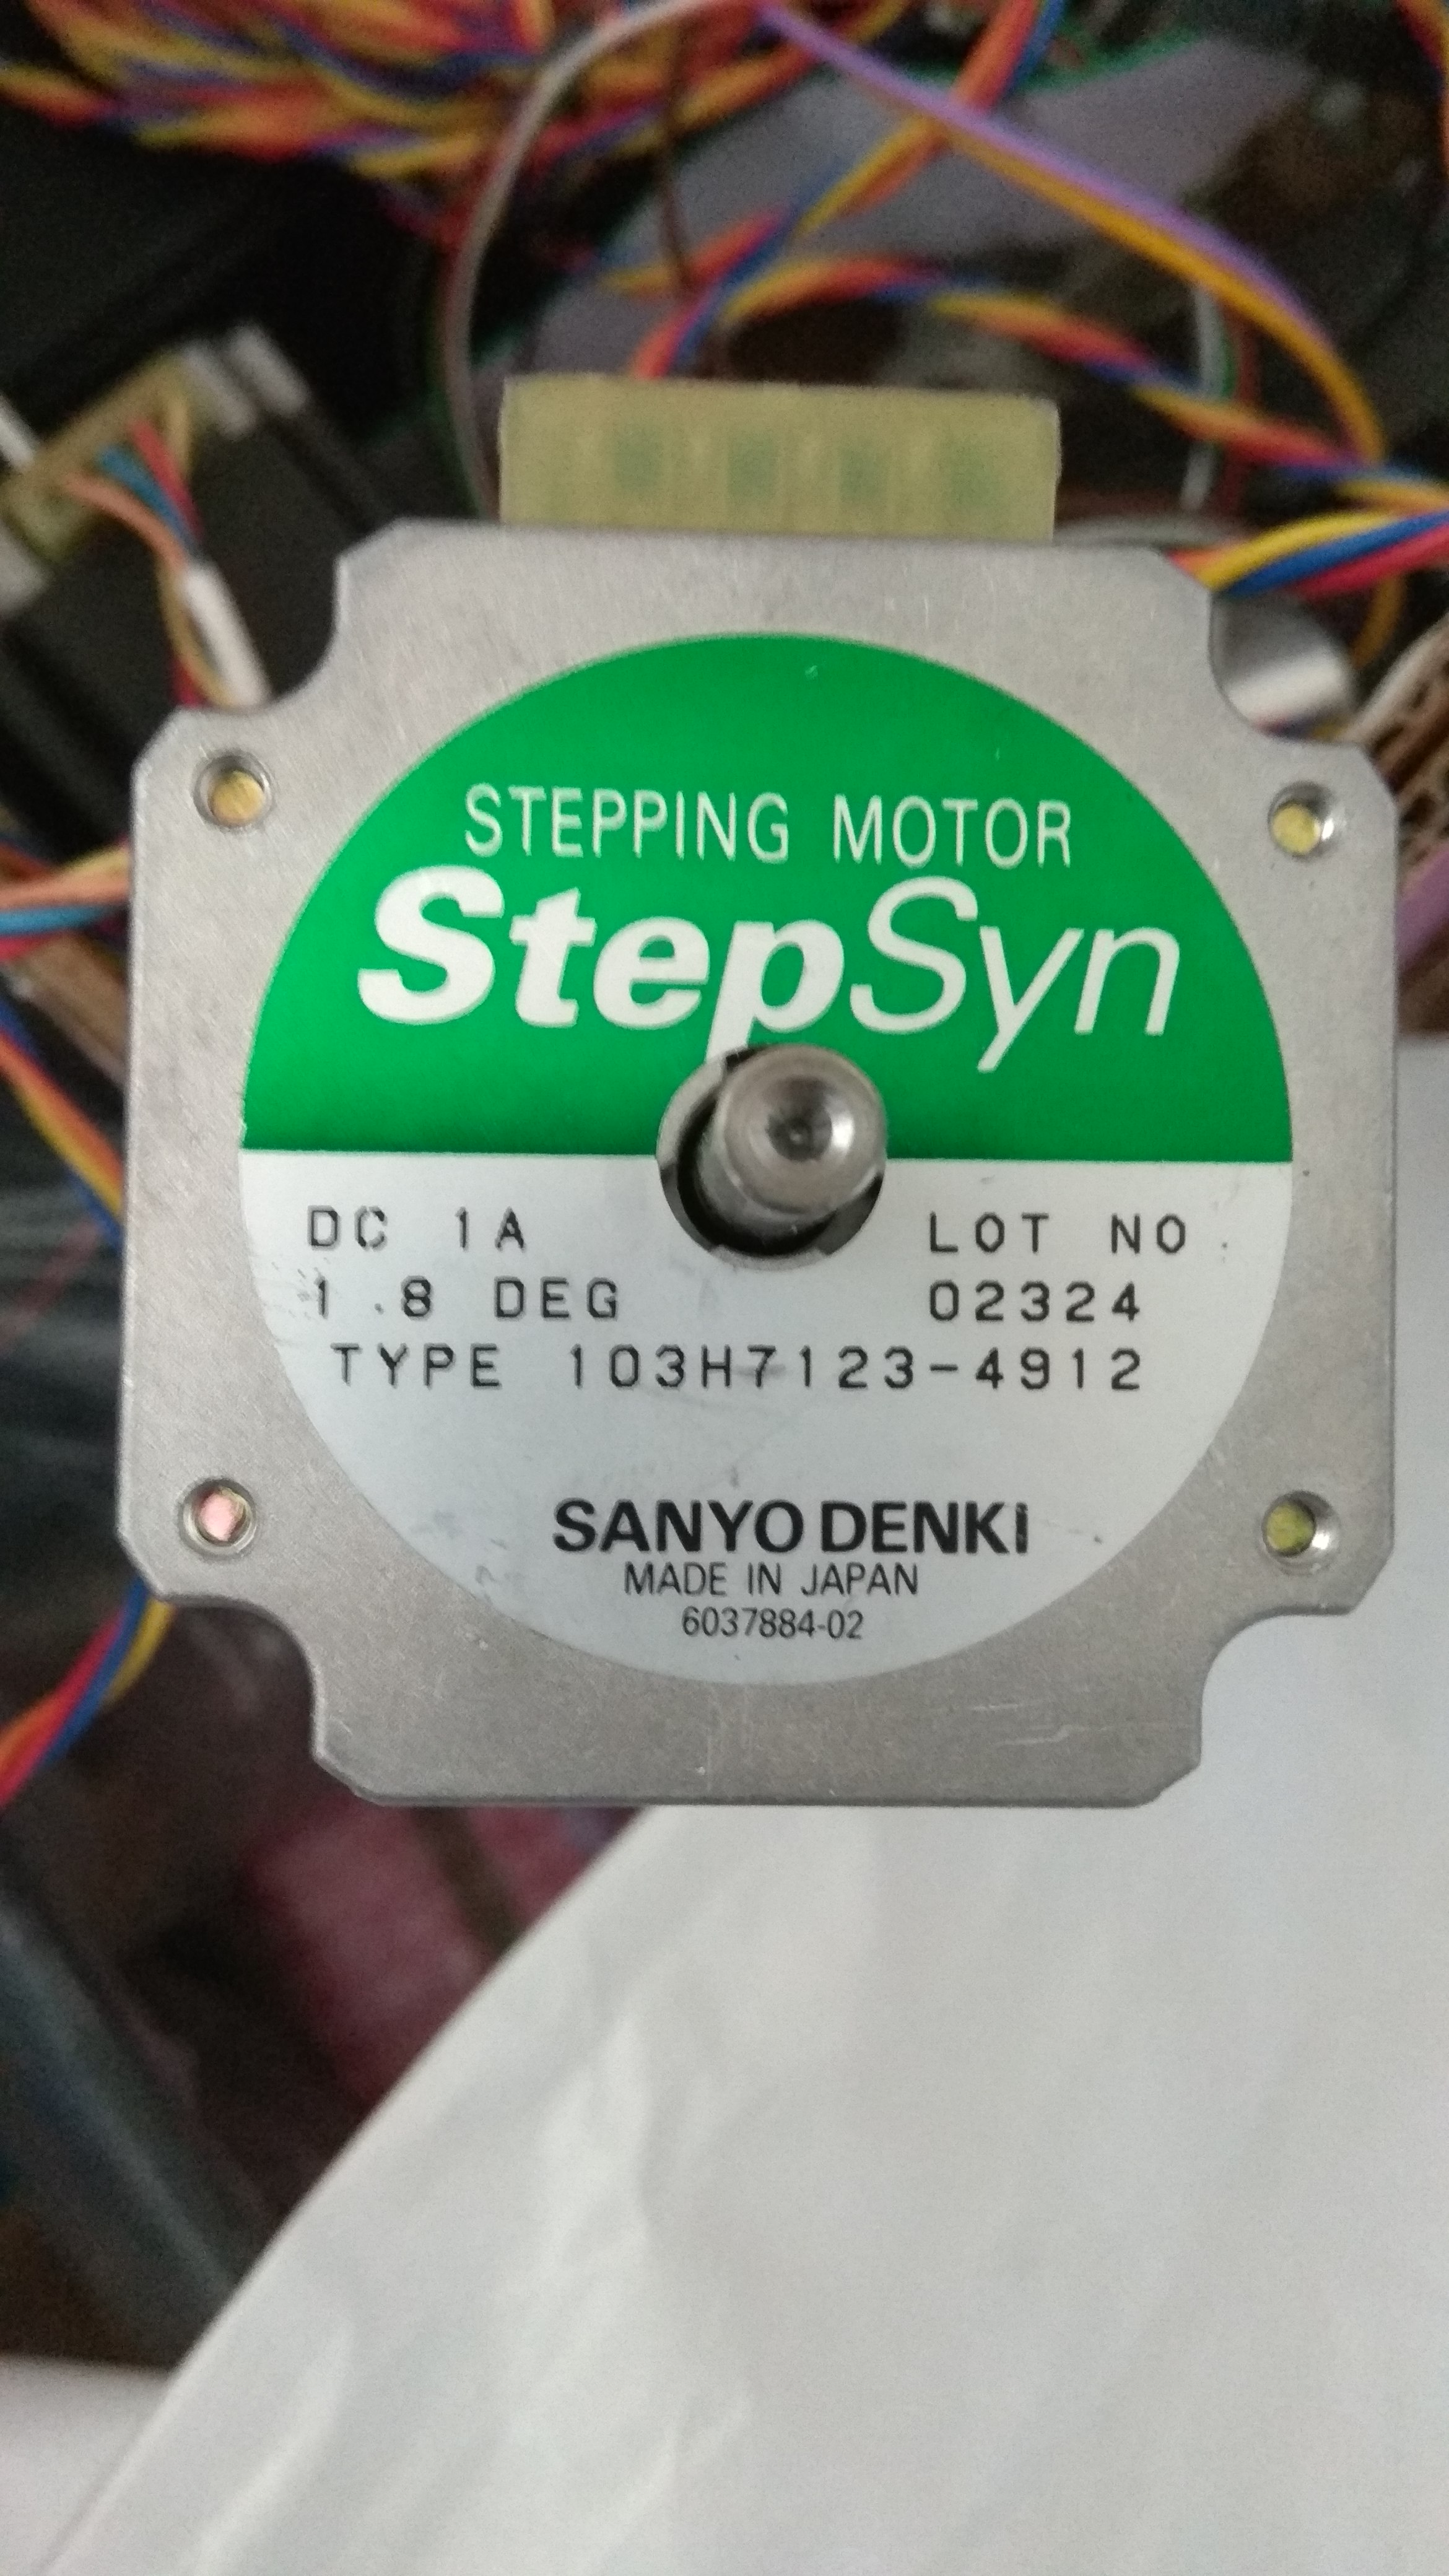 STEPPING MOTOR
StepSyn
DC 1A LOT NO.
1.8 DEG 02324
TYPE 103H7123-4912
SANYO DENKI
MADE IN JAPAN
6037884-02